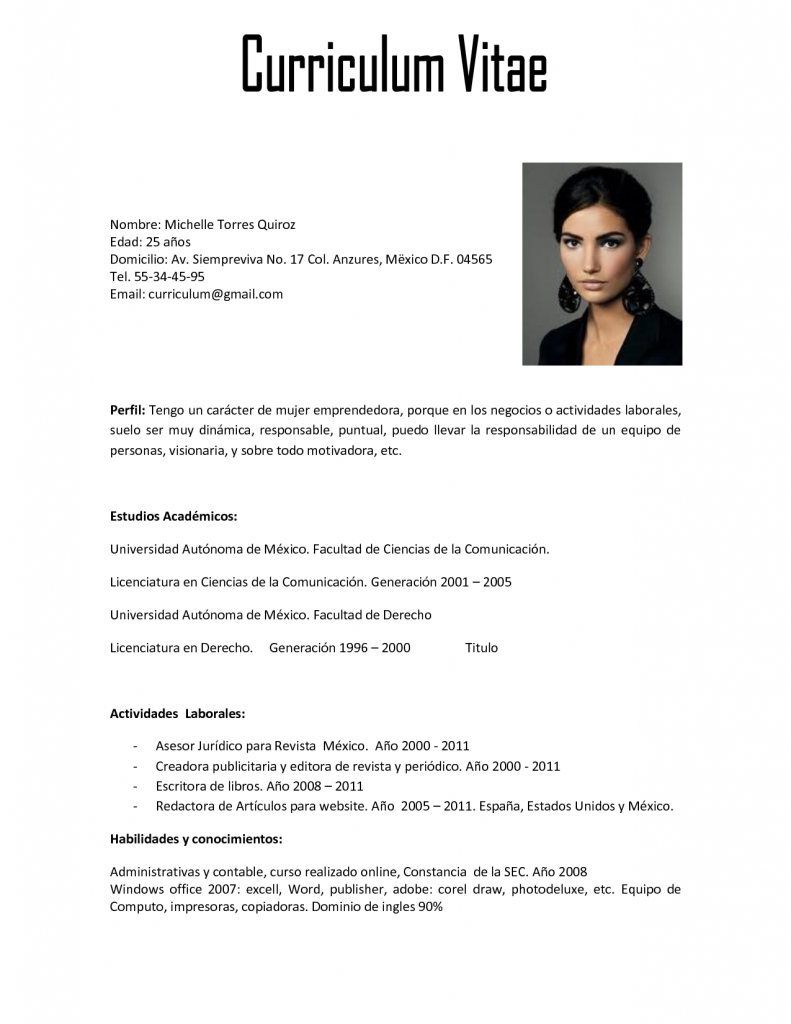 Curriculum Vitae
Nombre: Michelle Torres Quiroz
Edad: 25 años
Domicilio: Av. Siempreviva No. 17 Col. Anzures, Mëxico D.F. 04565
Tel. 55-34-45-95
Email: curriculum@gmail.com
Perfil: Tengo un carácter de mujer emprendedora, porque en los negocios o actividades laborales,
suelo ser muy dinámica, responsable, puntual, puedo llevar la responsabilidad de un equipo de
personas, visionaria, y sobre todo motivadora, etc.
Estudios Académicos:
Universidad Autónoma de México. Facultad de Ciencias de la Comunicación.
Licenciatura en Ciencias de la Comunicación. Generación 2001 – 2005
Universidad Autónoma de México. Facultad de Derecho
Licenciatura en Derecho. Generación 1996 – 2000 Titulo
Actividades Laborales:
- Asesor Jurídico para Revista México. Año 2000 - 2011
- Creadora publicitaria y editora de revista y periódico. Año 2000 - 2011
- Escritora de libros. Año 2008 – 2011
- Redactora de Artículos para website. Año 2005 – 2011. España, Estados Unidos y México.
Habilidades y conocimientos:
Administrativas y contable, curso realizado online, Constancia de la SEC. Año 2008
Windows office 2007: excell, Word, publisher, adobe: corel draw, photodeluxe, etc. Equipo de
Computo, impresoras, copiadoras. Dominio de ingles 90%